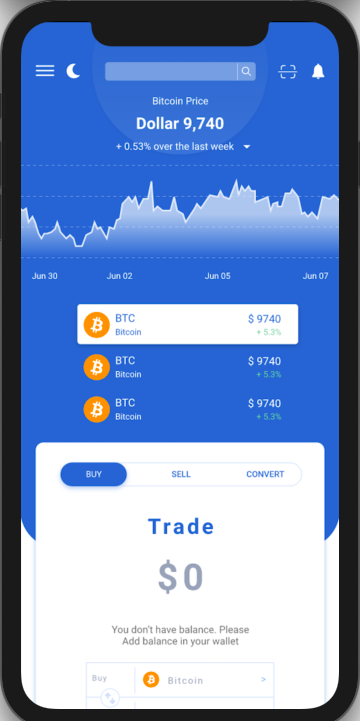 Bitcoin Price
Dollar 9,740
+ 0.53% over the last week
Jun 30 Jun 02 Jun 05 Jun 07
BTC $ 9740
Bitcoin + 5.3%
BTC $ 9740
Bitcoin + 5.3%
BTC $ 9740
Bitcoin + 5.3%
BUY SELL CONVERT
Trade
$0
You don't have balance. Please
Add balance in your wallet
Buy Bitcoin >